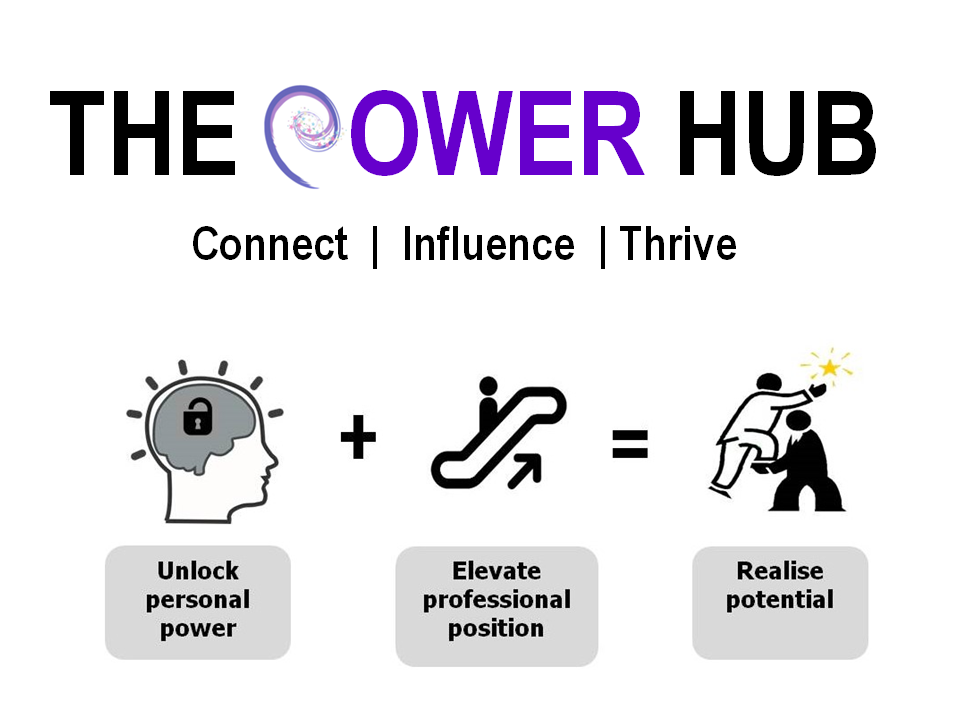 THE POWER HUB
Connect | Influence | Thrive
+ =
Unlock
personal
power
Elevate
professional
position
Realise
potential